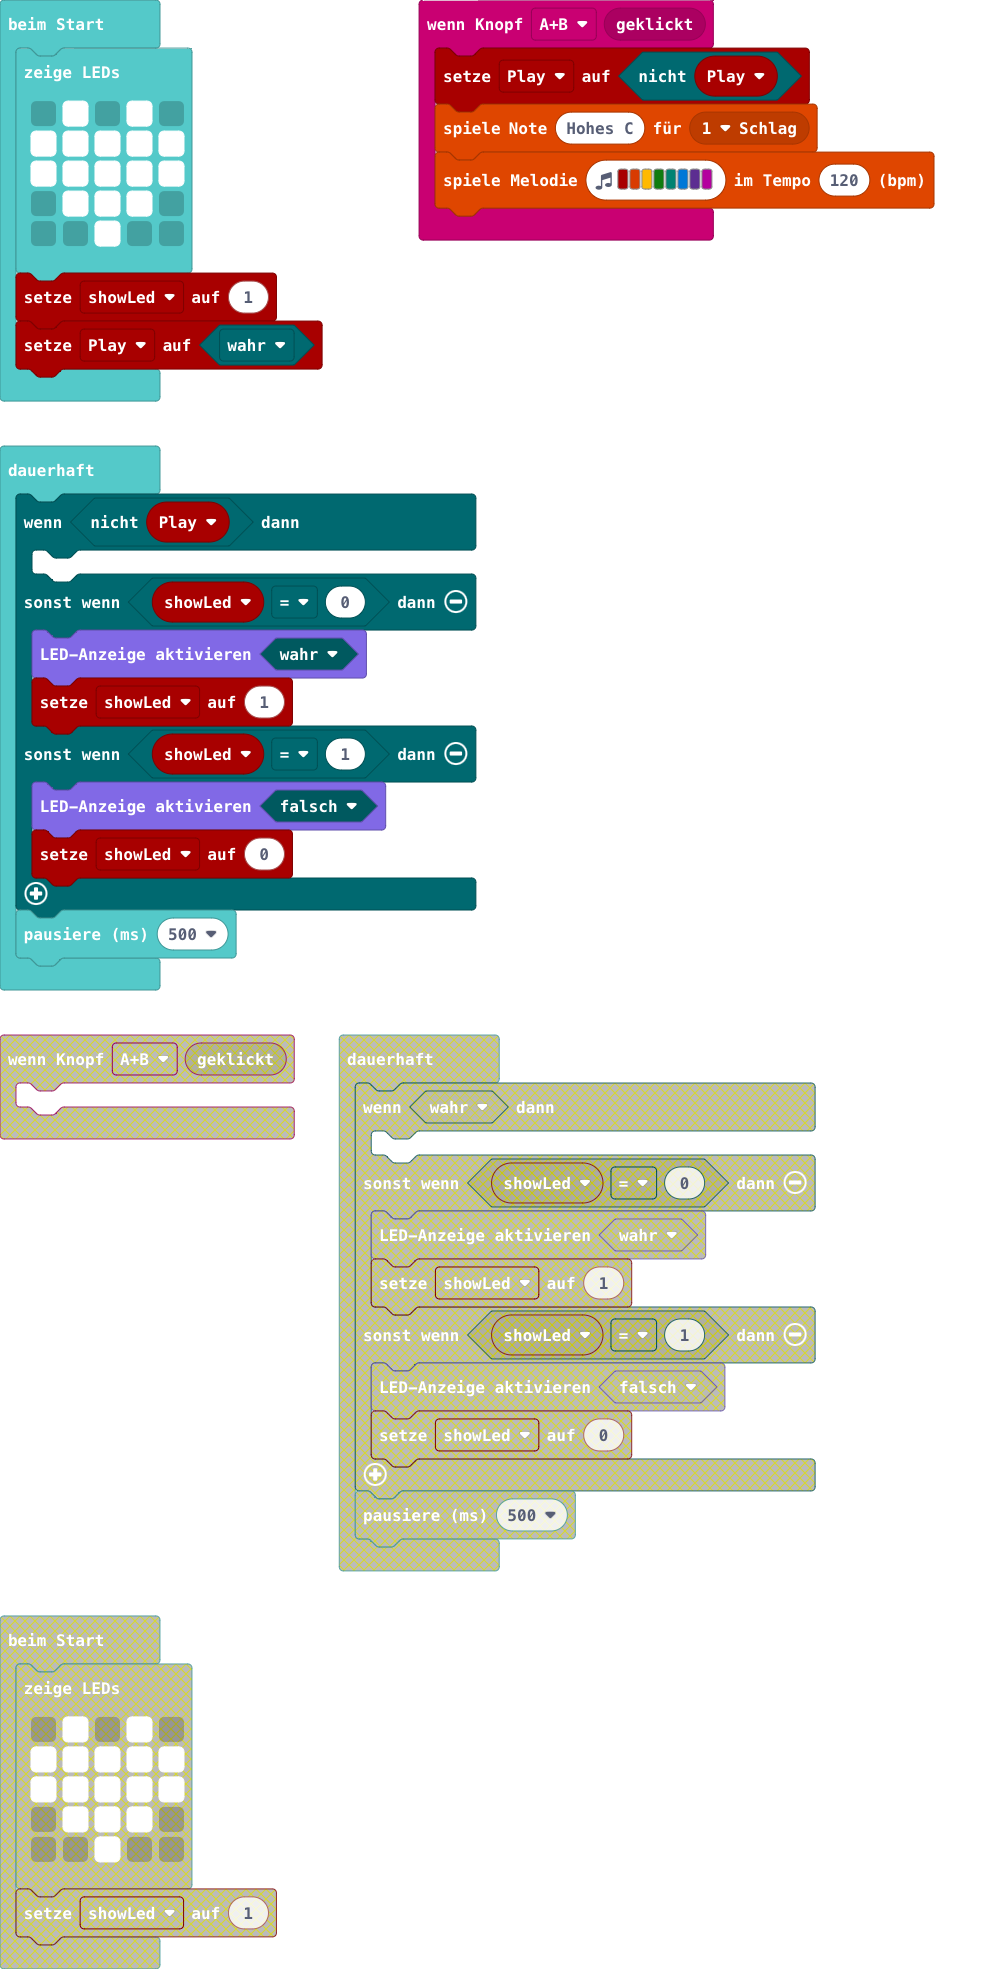 beim Start
zeige LEDs
setze showLed auf 1
setze Play auf wahr
wenn Knopf A+B geklickt
setze Play auf nicht Play
spiele Note Hohes C für 1 Schlag
spiele Melodie im Tempo 120 (bpm)
dauerhaft
wenn nicht Play dann
sonst wenn showLed = 0 dann
LED-Anzeige aktivieren wahr
setze showLed auf 1
sonst wenn showLed = 1 dann
LED-Anzeige aktivieren falsch
setze showLed auf 0
pausiere (ms) 500
wenn Knopf A+B geklickt
dauerhaft
wenn wahr dann
sonst wenn showLed = 0 dann
LED-Anzeige aktivieren wahr
setze showLed auf 1
sonst wenn showLed = 1 dann
LED-Anzeige aktivieren falsch
setze showLed auf 0
pausiere (ms) 500
beim Start
zeige LEDs
setze showLed auf 1